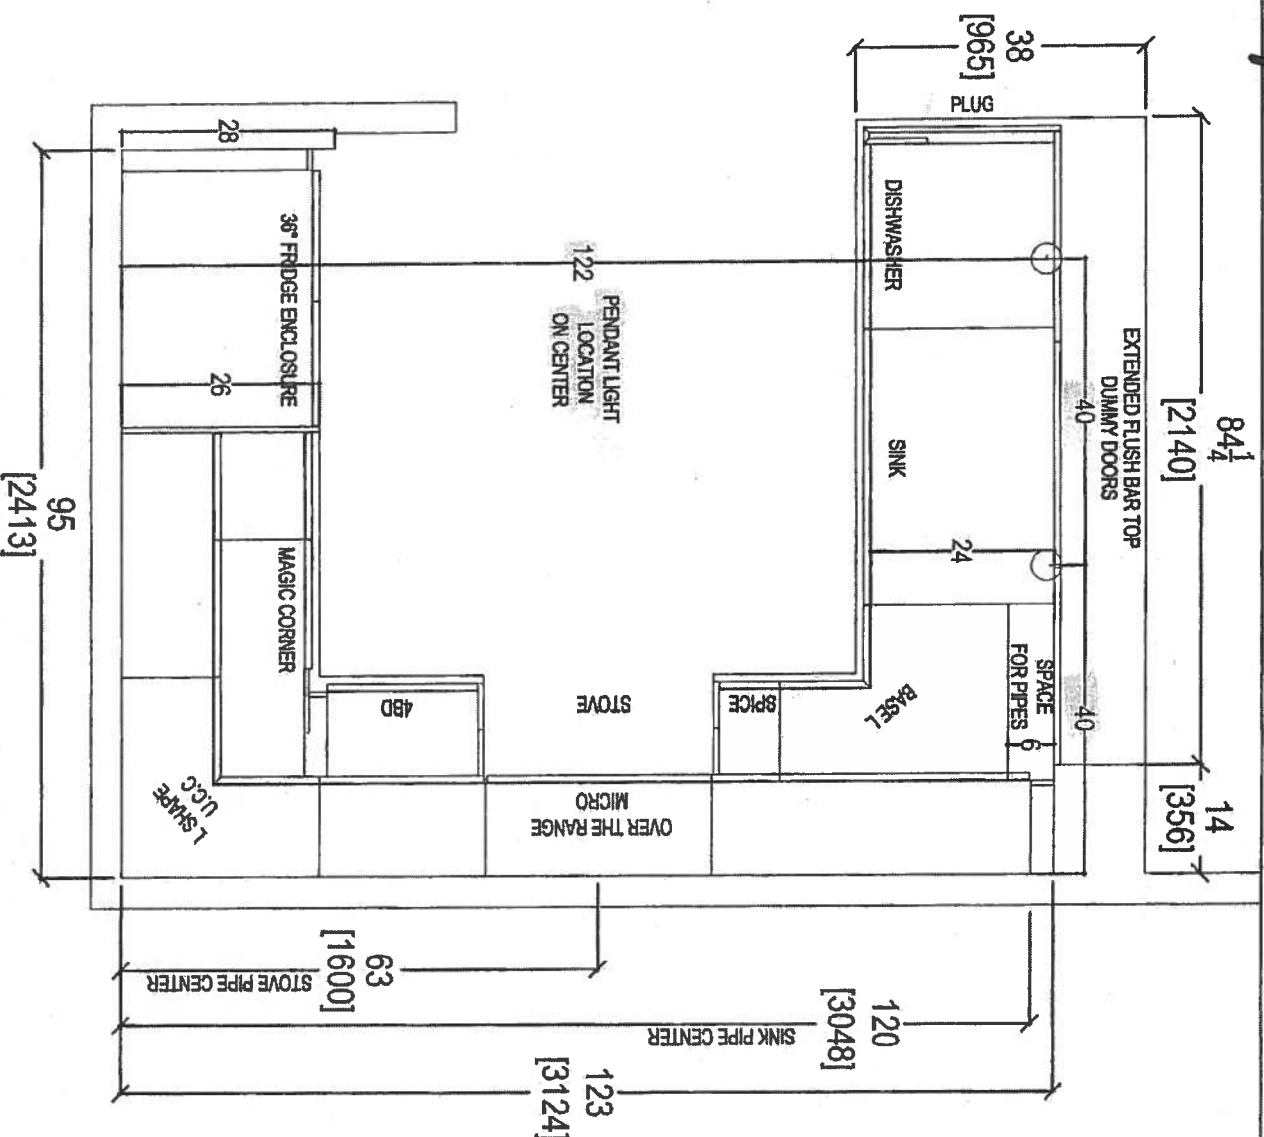 38
[965]
PLUG
84 1/4
[2140]
EXTENDED FLUSH BAR TOP
DUMMY DOORS
14
[356]
28
36" FRIDGE ENCLOSURE
26
122
PENDANT LIGHT
LOCATION
ON CENTER
DISHWASHER
SINK
24
40
40
SPACE
FOR PIPES
6
BASE L
SPICE
STOVE
4BD
MAGIC CORNER
L SHAPE
U.C.C
OVER THE RANGE
MICRO
95
[2413]
63
[1600]
STOVE PIPE CENTER
120
[3048]
SINK PIPE CENTER
123
[3124]